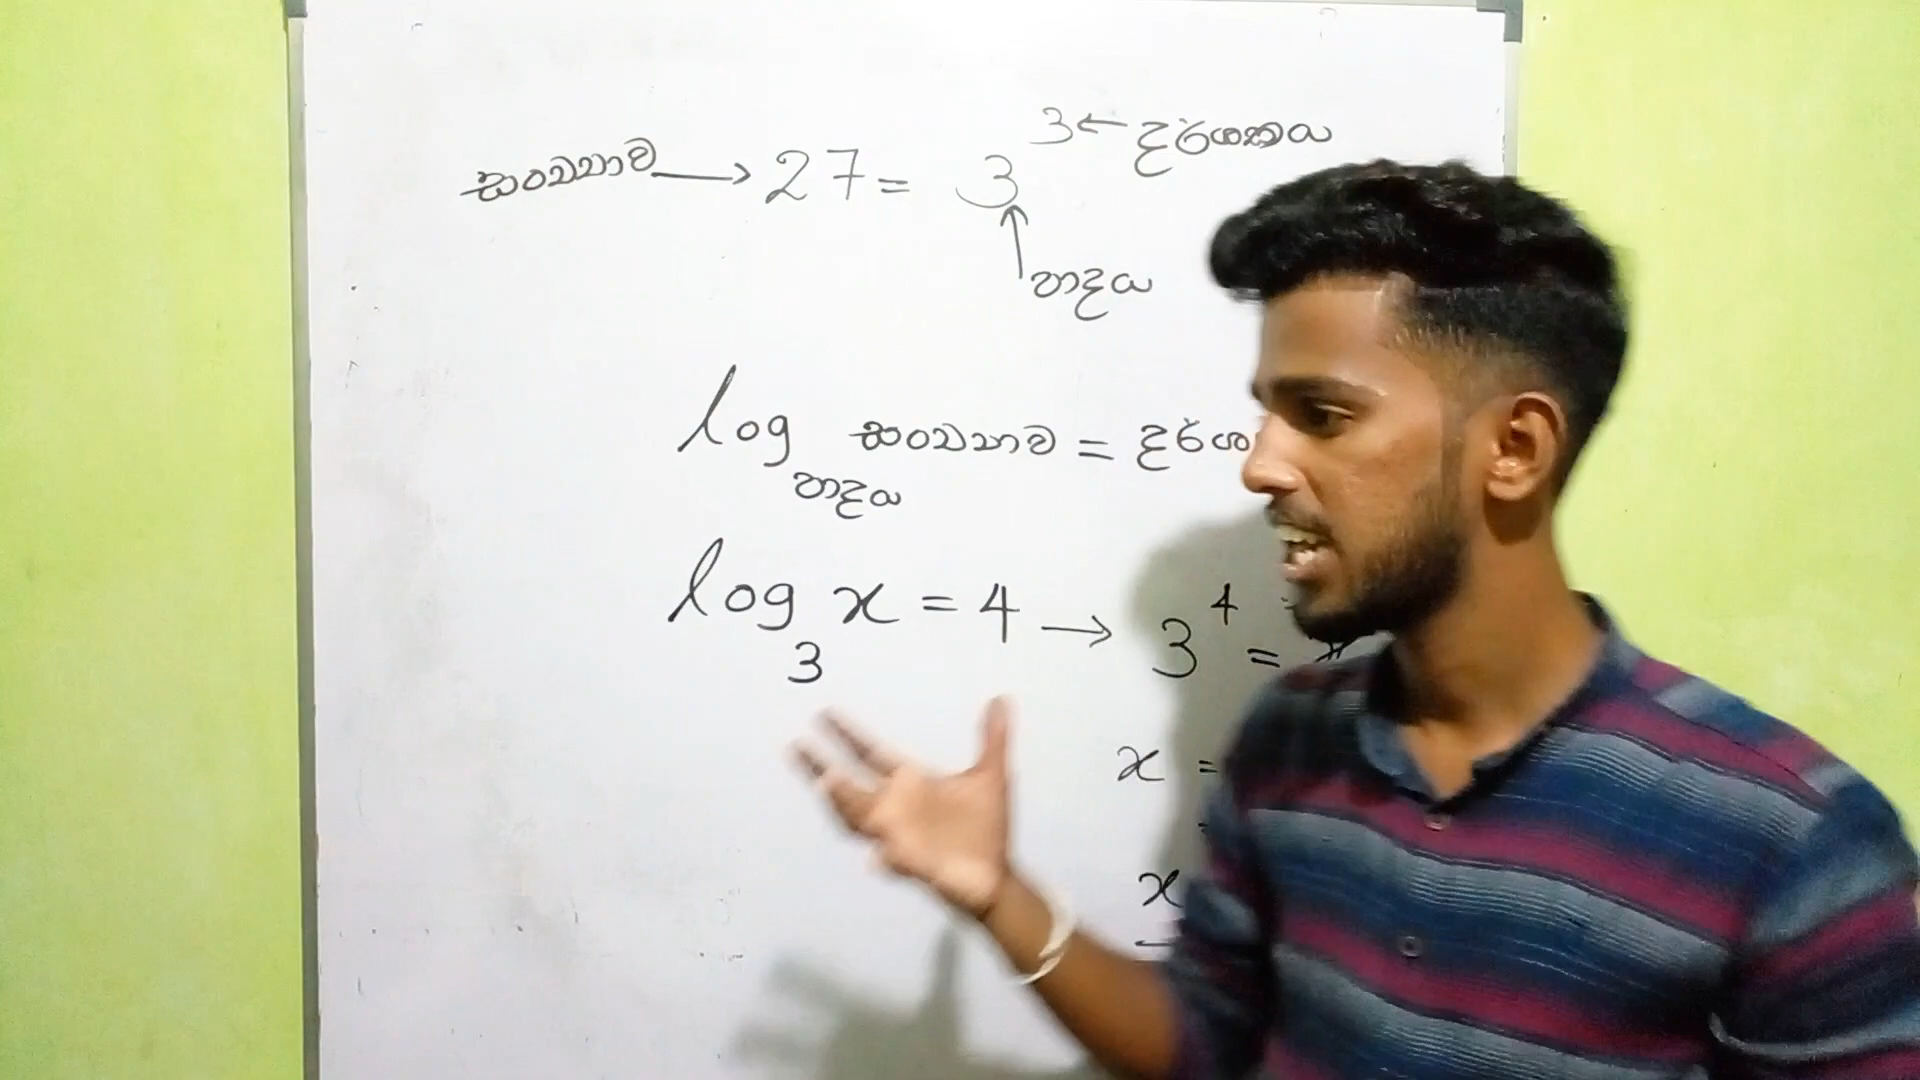 සංඛ්‍යාව → 27 = 3³ ← දර්ශකය
↑ පාදය
log සංඛ්‍යාව = දර්ශ
පාදය
log₃ x = 4 → 3⁴ = x
x =
x